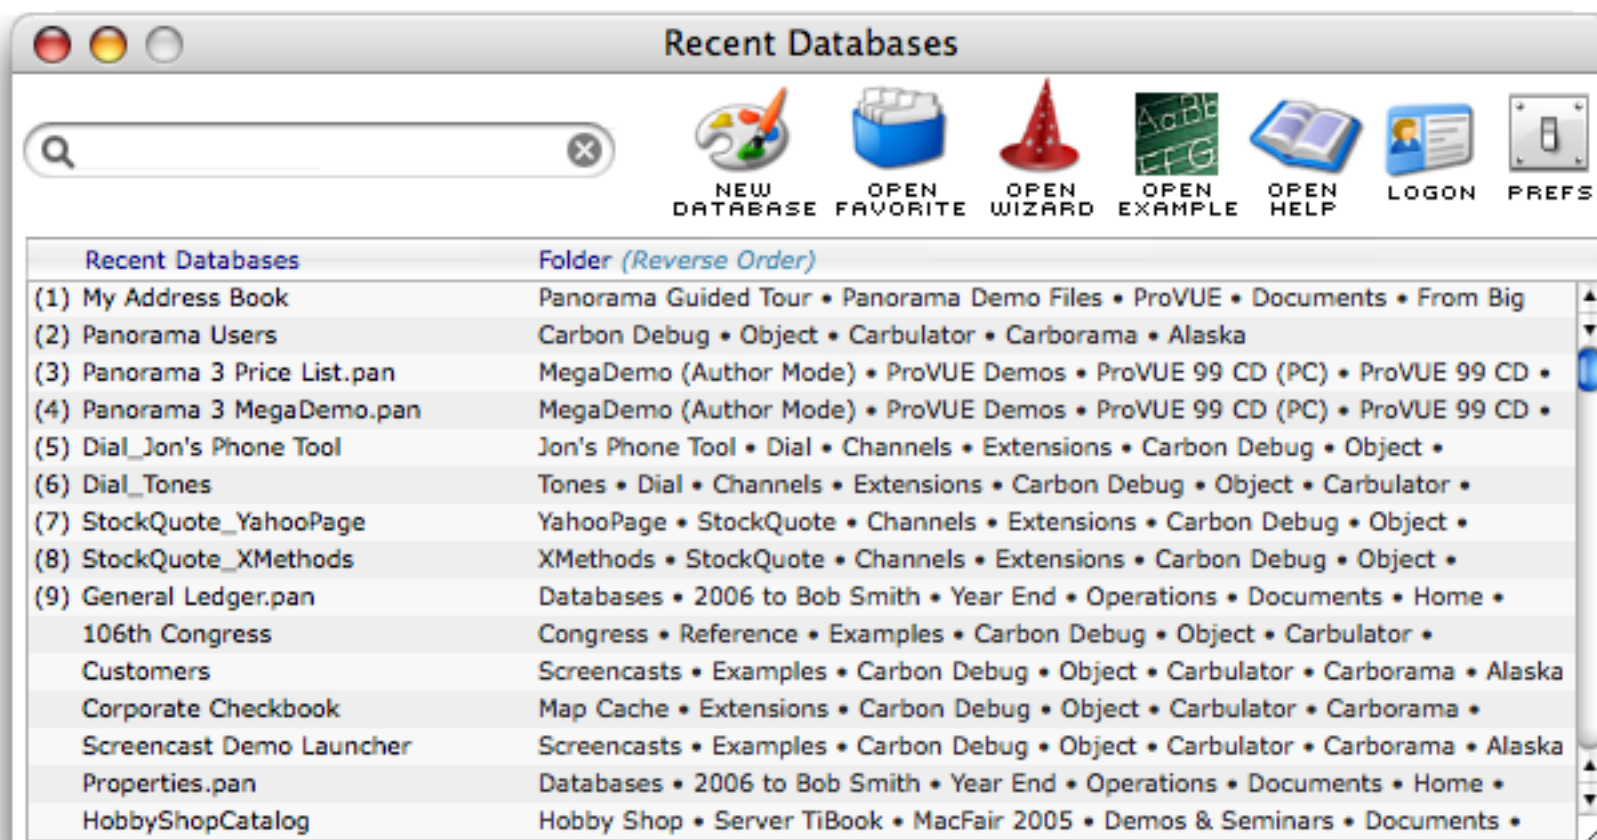 Recent Databases
NEW DATABASE
OPEN FAVORITE
OPEN WIZARD
AaBb
EFG
OPEN EXAMPLE
OPEN HELP
LOGON
PREFS
Recent Databases Folder (Reverse Order)
(1) My Address Book Panorama Guided Tour • Panorama Demo Files • ProVUE • Documents • From Big
(2) Panorama Users Carbon Debug • Object • Carbulator • Carborama • Alaska
(3) Panorama 3 Price List.pan MegaDemo (Author Mode) • ProVUE Demos • ProVUE 99 CD (PC) • ProVUE 99 CD •
(4) Panorama 3 MegaDemo.pan MegaDemo (Author Mode) • ProVUE Demos • ProVUE 99 CD (PC) • ProVUE 99 CD •
(5) Dial_Jon's Phone Tool Jon's Phone Tool • Dial • Channels • Extensions • Carbon Debug • Object •
(6) Dial_Tones Tones • Dial • Channels • Extensions • Carbon Debug • Object • Carbulator •
(7) StockQuote_YahooPage YahooPage • StockQuote • Channels • Extensions • Carbon Debug • Object •
(8) StockQuote_XMethods XMethods • StockQuote • Channels • Extensions • Carbon Debug • Object •
(9) General Ledger.pan Databases • 2006 to Bob Smith • Year End • Operations • Documents • Home •
106th Congress Congress • Reference • Examples • Carbon Debug • Object • Carbulator •
Customers Screencasts • Examples • Carbon Debug • Object • Carbulator • Carborama • Alaska
Corporate Checkbook Map Cache • Extensions • Carbon Debug • Object • Carbulator • Carborama •
Screencast Demo Launcher Screencasts • Examples • Carbon Debug • Object • Carbulator • Carborama • Alaska
Properties.pan Databases • 2006 to Bob Smith • Year End • Operations • Documents • Home •
HobbyShopCatalog Hobby Shop • Server TiBook • MacFair 2005 • Demos & Seminars • Documents •